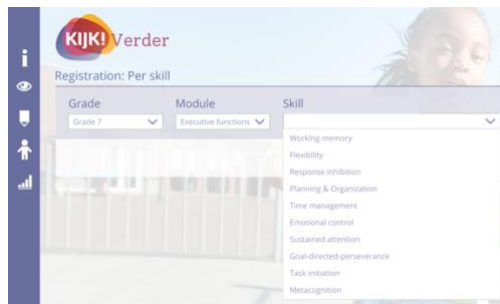 KIJK! Verder
Registration: Per skill
Grade Module Skill
Grade 7 Executive functions
Working memory
Flexibility
Response inhibition
Planning & Organization
Time management
Emotional control
Sustained attention
Goal directed-perseverance
Task initiation
Metacognition